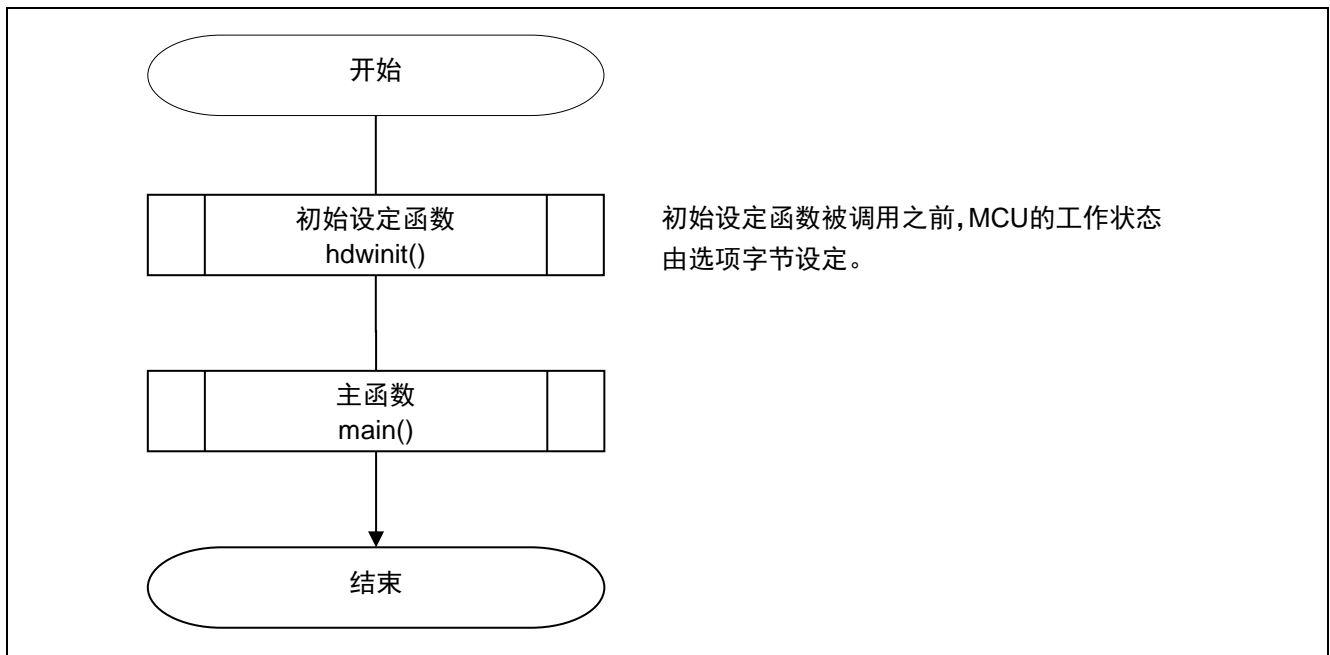 开始
初始设定函数
hdwinit()
初始设定函数被调用之前,MCU的工作状态
由选项字节设定。
主函数
main()
结束